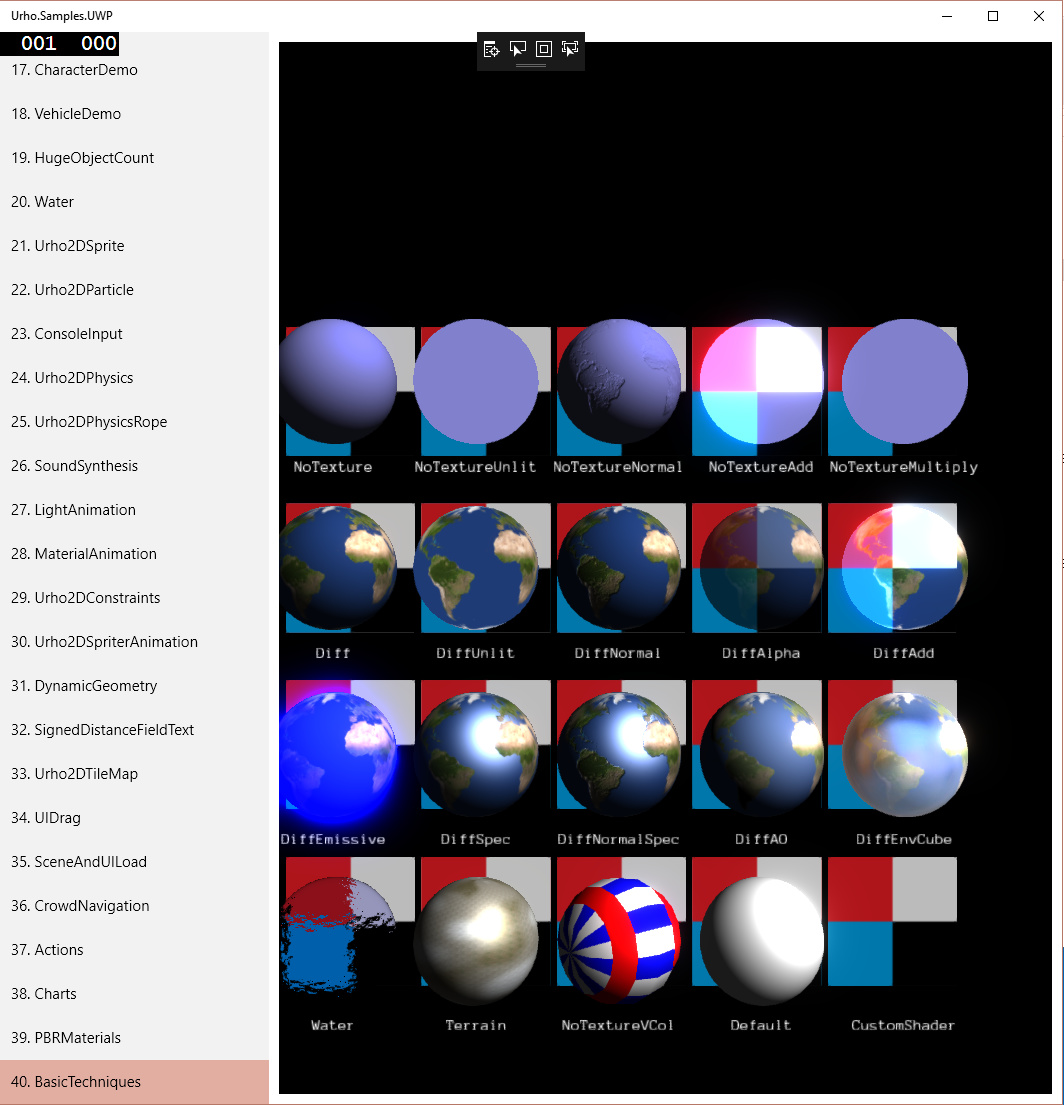 Urho.Samples.UWP
001 000
17. CharacterDemo
18. VehicleDemo
19. HugeObjectCount
20. Water
21. Urho2DSprite
22. Urho2DParticle
23. ConsoleInput
24. Urho2DPhysics
25. Urho2DPhysicsRope
26. SoundSynthesis
27. LightAnimation
28. MaterialAnimation
29. Urho2DConstraints
30. Urho2DSpriterAnimation
31. DynamicGeometry
32. SignedDistanceFieldText
33. Urho2DTileMap
34. UIDrag
35. SceneAndUILoad
36. CrowdNavigation
37. Actions
38. Charts
39. PBRMaterials
40. BasicTechniques
NoTexture NoTextureUnlit NoTextureNormal NoTextureAdd NoTextureMultiply
Diff DiffUnlit DiffNormal DiffAlpha DiffAdd
DiffEmissive DiffSpec DiffNormalSpec DiffAO DiffEnvCube
Water Terrain NoTextureVCol Default CustomShader